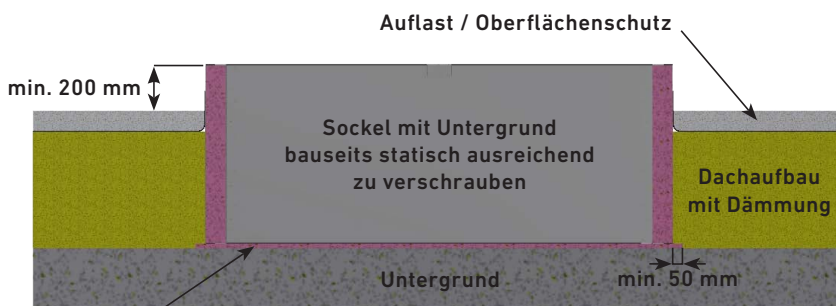 Auflast / Oberflächenschutz
min. 200 mm
Sockel mit Untergrund
bauseits statisch ausreichend
zu verschrauben
Dachaufbau
mit Dämmung
Untergrund
min. 50 mm